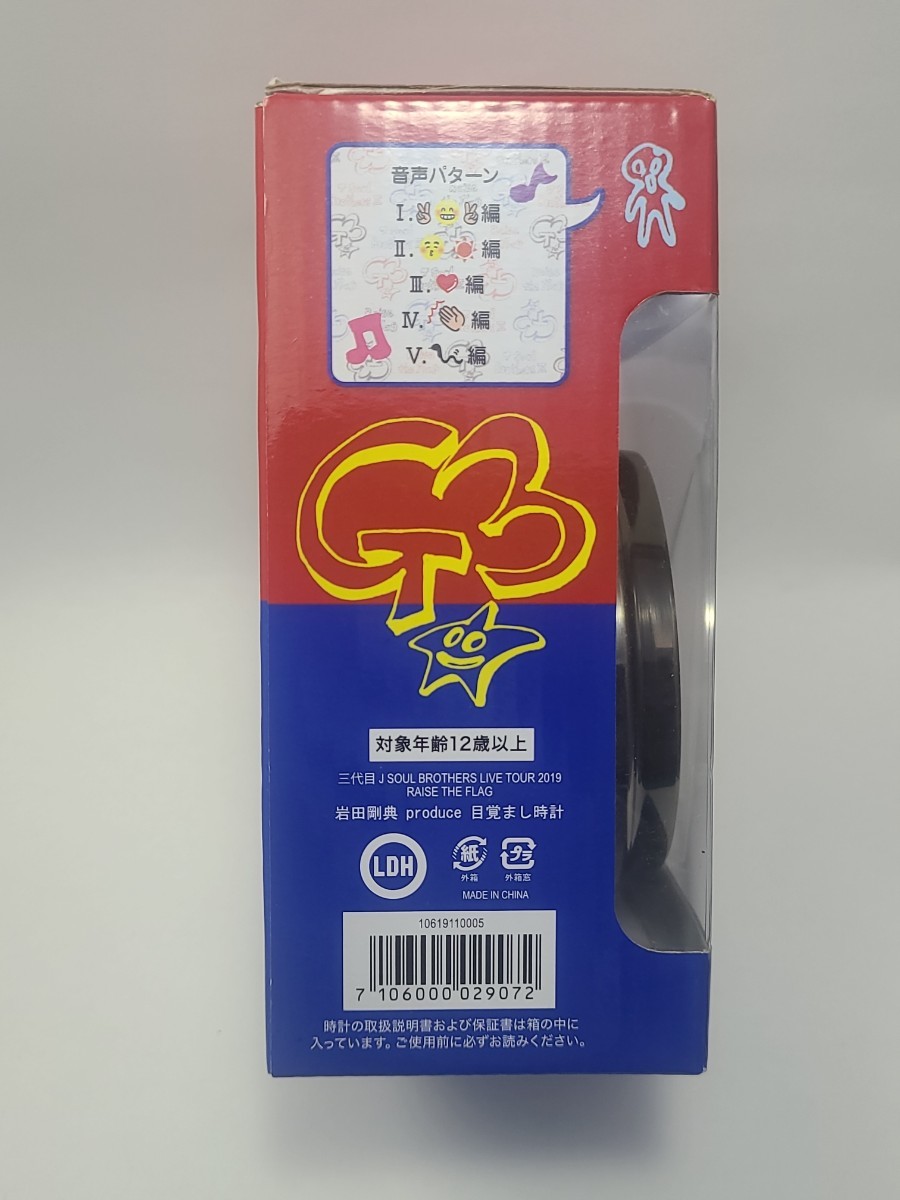 音声パターン
Ⅰ.✌😁✌編
Ⅱ.😚☀編
Ⅲ.❤編
Ⅳ.👏編
Ⅴ.編
対象年齢12歳以上
三代目 J SOUL BROTHERS LIVE TOUR 2019
RAISE THE FLAG
岩田剛典 produce 目覚まし時計
LDH
紙
プラ
外箱
外箱窓
MADE IN CHINA
10619110005
7 106000 029072
時計の取扱説明書および保証書は箱の中に
入っています。ご使用前に必ずお読みください。